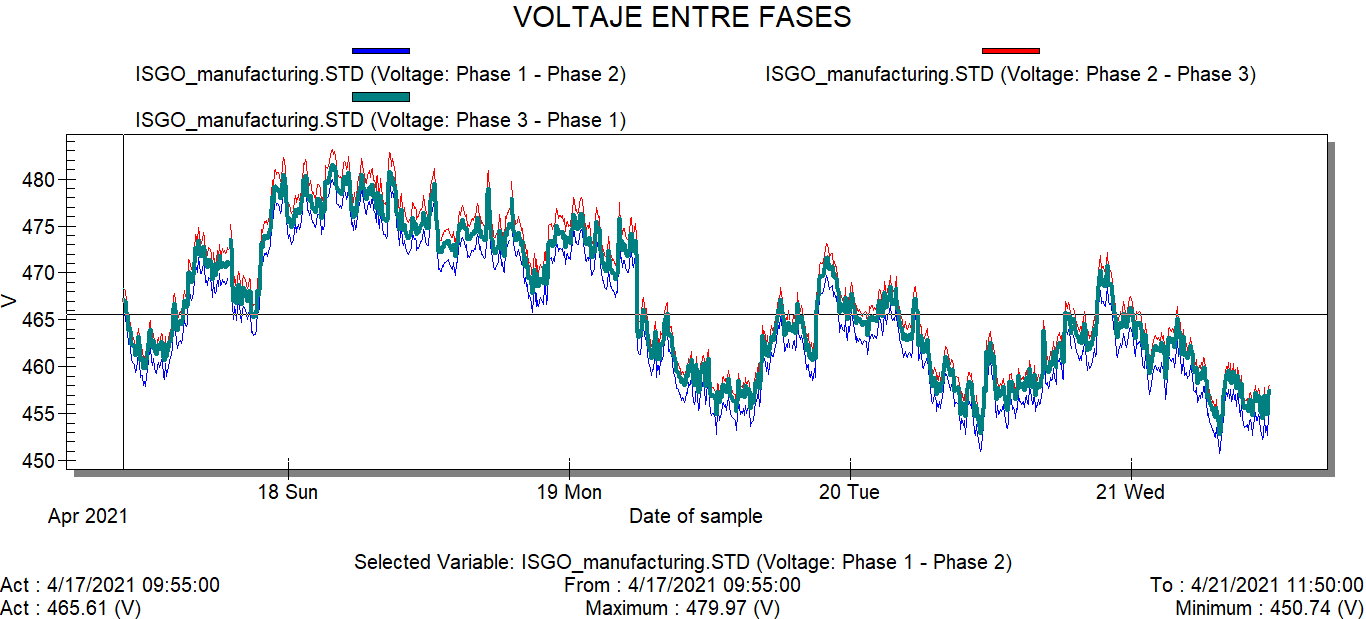 VOLTAJE ENTRE FASES
ISGO_manufacturing.STD (Voltage: Phase 1 - Phase 2)
ISGO_manufacturing.STD (Voltage: Phase 2 - Phase 3)
ISGO_manufacturing.STD (Voltage: Phase 3 - Phase 1)
480
475
470
V
465
460
455
450
18 Sun
19 Mon
20 Tue
21 Wed
Apr 2021
Date of sample
Selected Variable: ISGO_manufacturing.STD (Voltage: Phase 1 - Phase 2)
Act : 4/17/2021 09:55:00
From : 4/17/2021 09:55:00
To : 4/21/2021 11:50:00
Act : 465.61 (V)
Maximum : 479.97 (V)
Minimum : 450.74 (V)